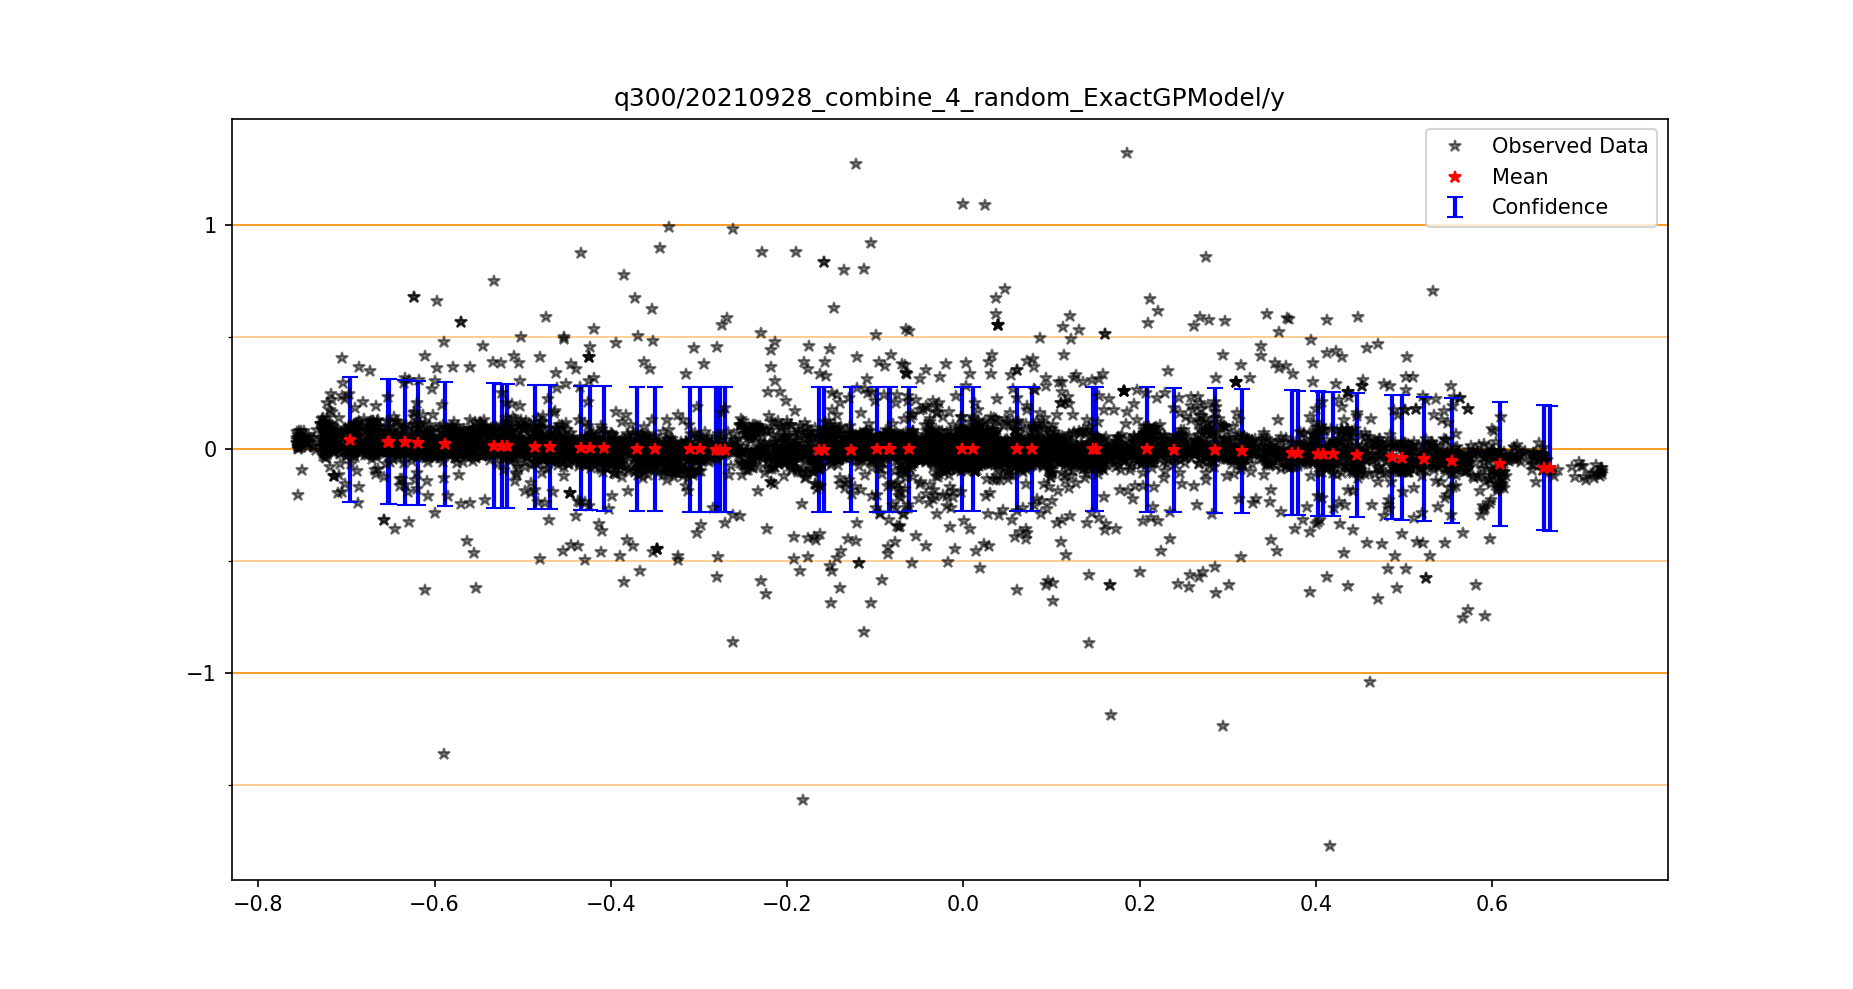 q300/20210928_combine_4_random_ExactGPModel/y
Observed Data
Mean
Confidence
1
0
−1
−0.8 −0.6 −0.4 −0.2 0.0 0.2 0.4 0.6